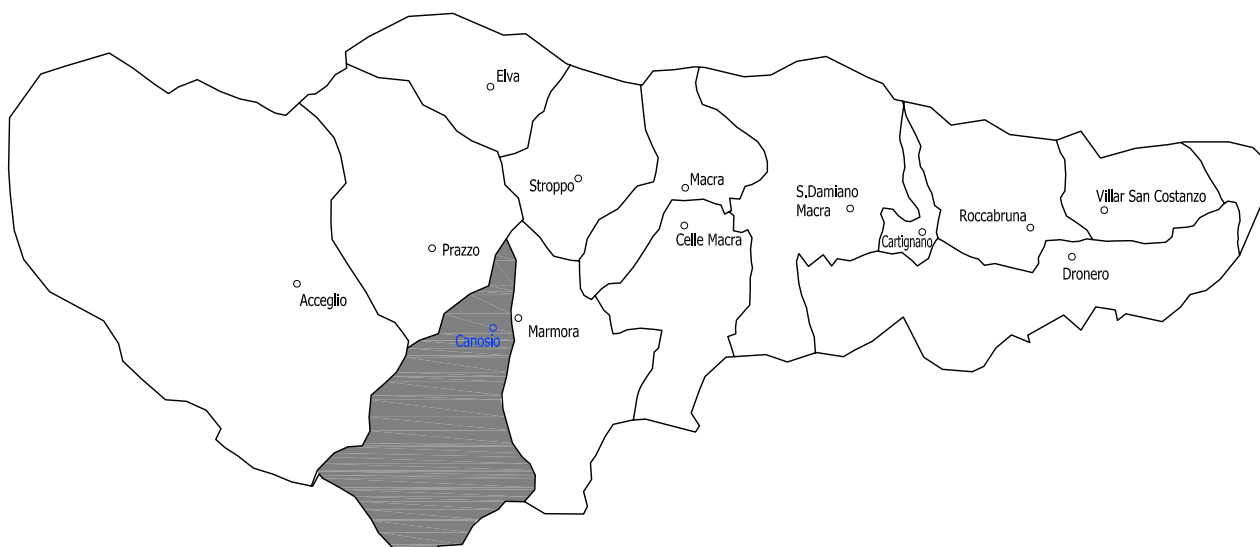 Elva
Stroppo
Macra
S.Damiano
Macra
Villar San Costanzo
Roccabruna
Celle Macra
Cartignano
Prazzo
Dronero
Acceglio
Marmora
Canosio